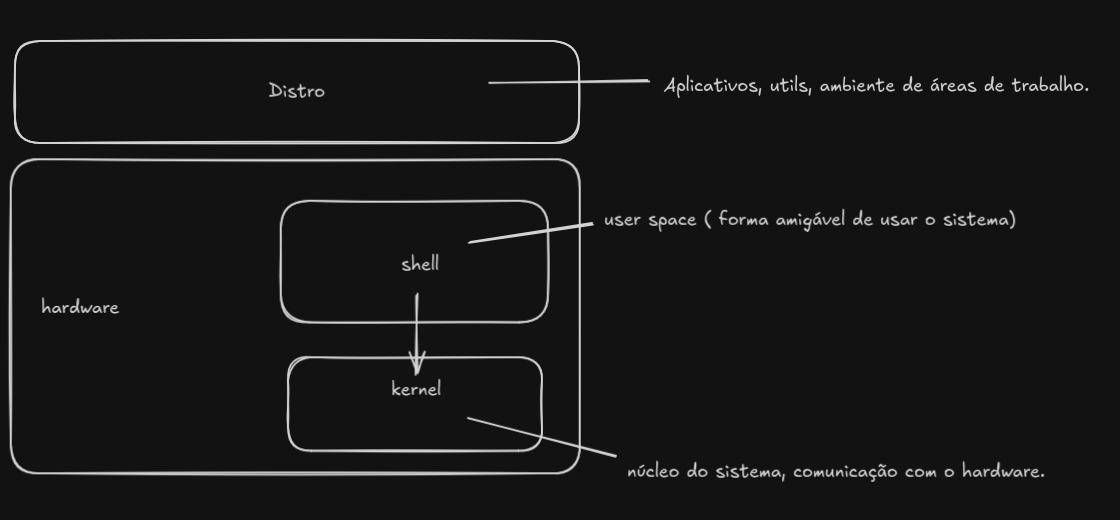 Distro
Aplicativos, utils, ambiente de áreas de trabalho.
user space ( forma amigável de usar o sistema)
shell
hardware
kernel
núcleo do sistema, comunicação com o hardware.